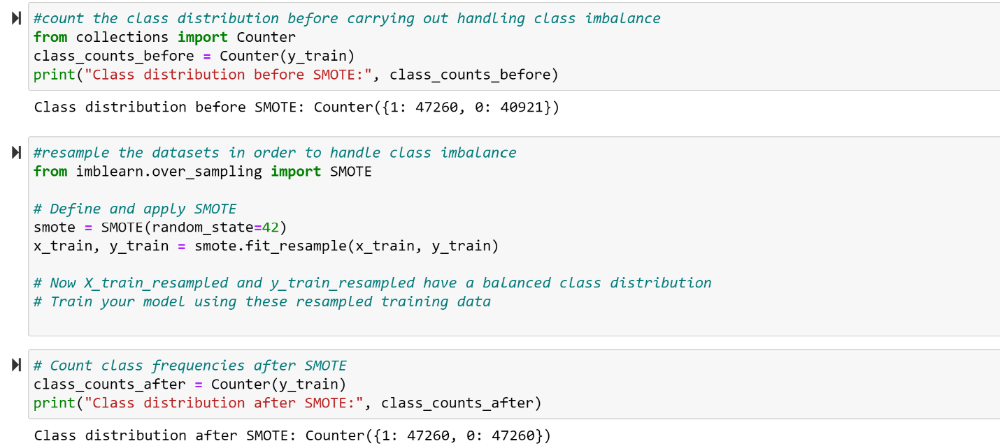 #count the class distribution before carrying out handling class imbalance
from collections import Counter
class_counts_before = Counter(y_train)
print("Class distribution before SMOTE:", class_counts_before)
Class distribution before SMOTE: Counter({1: 47260, 0: 40921})
#resample the datasets in order to handle class imbalance
from imblearn.over_sampling import SMOTE
# Define and apply SMOTE
smote = SMOTE(random_state=42)
x_train, y_train = smote.fit_resample(x_train, y_train)
# Now X_train_resampled and y_train_resampled have a balanced class distribution
# Train your model using these resampled training data
# Count class frequencies after SMOTE
class_counts_after = Counter(y_train)
print("Class distribution after SMOTE:", class_counts_after)
Class distribution after SMOTE: Counter({1: 47260, 0: 47260})